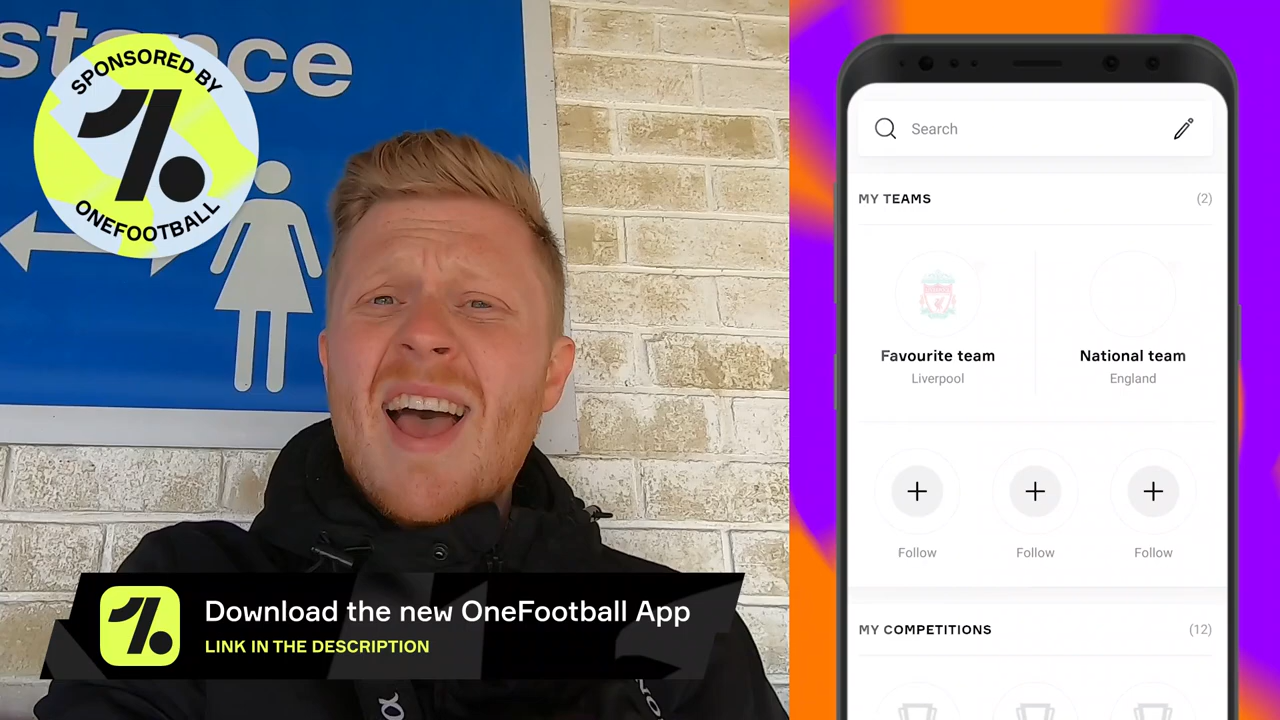 stance
SPONSORED BY
ONEFOOTBALL
Download the new OneFootball App
LINK IN THE DESCRIPTION
Search
MY TEAMS
(2)
Favourite team
National team
Liverpool
England
Follow
Follow
Follow
MY COMPETITIONS
(12)